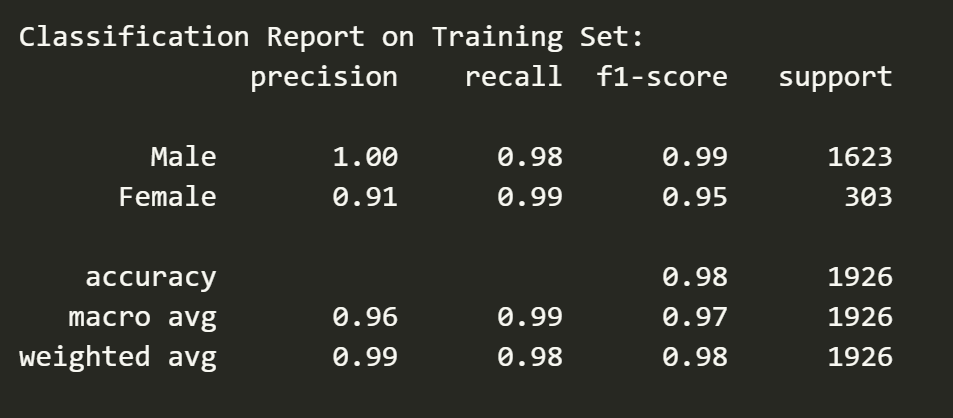 Classification Report on Training Set:
precision recall f1-score support
Male 1.00 0.98 0.99 1623
Female 0.91 0.99 0.95 303
accuracy 0.98 1926
macro avg 0.96 0.99 0.97 1926
weighted avg 0.99 0.98 0.98 1926